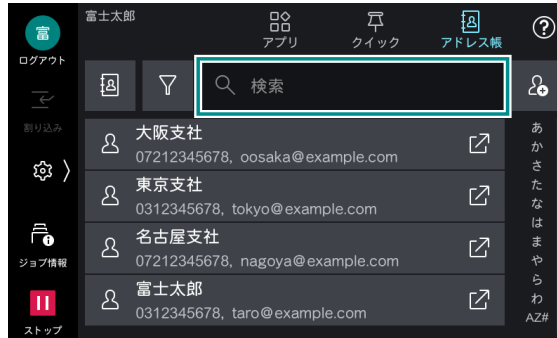 富
富士太郎
アプリ
クイック
アドレス帳
?
ログアウト
検索
割り込み
大阪支社
07212345678, oosaka@example.com
東京支社
0312345678, tokyo@example.com
名古屋支社
07212345678, nagoya@example.com
富士太郎
0312345678, taro@example.com
ジョブ情報
ストップ
あ
か
さ
た
な
は
ま
や
ら
わ
AZ#